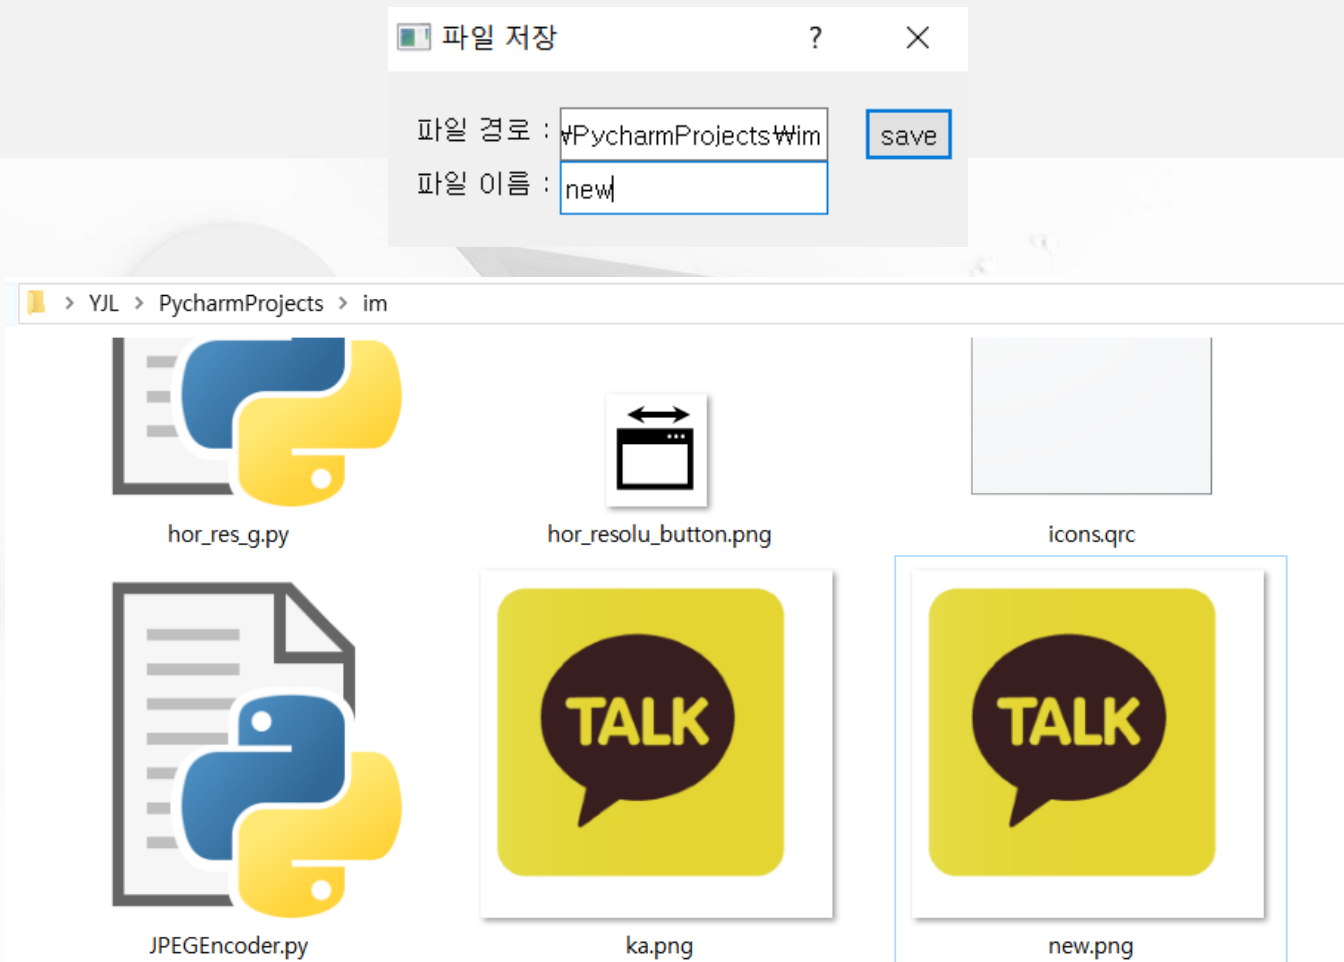 파일 저장
?
파일 경로 : ₩PycharmProjects₩im
save
파일 이름 : new
YJL > PycharmProjects > im
hor_res_g.py
hor_resolu_button.png
icons.qrc
TALK
TALK
JPEGEncoder.py
ka.png
new.png